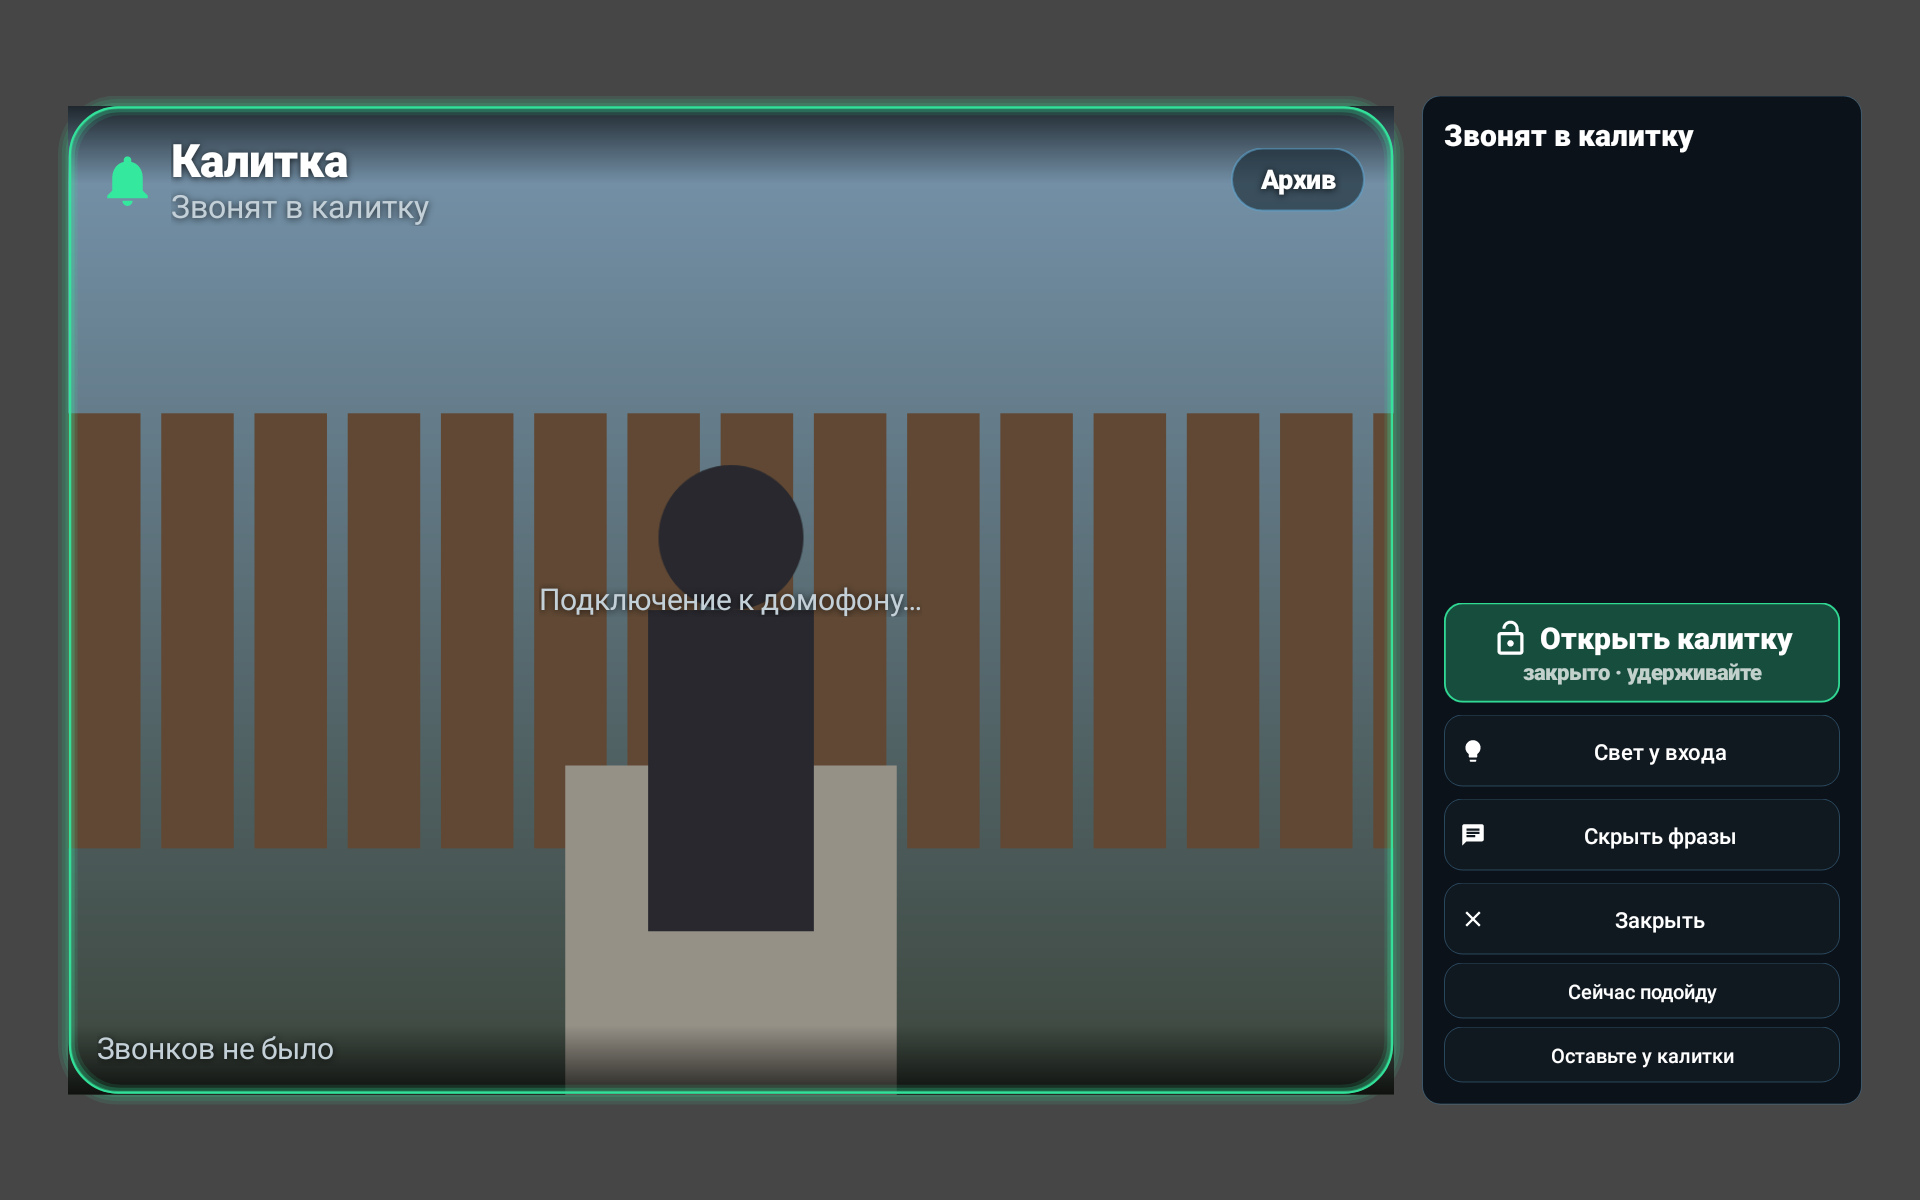 Калитка
Звонят в калитку
Архив
Подключение к домофону...
Звонков не было
Звонят в калитку
Открыть калитку
закрыто · удерживайте
Свет у входа
Скрыть фразы
Закрыть
Сейчас подойду
Оставьте у калитки